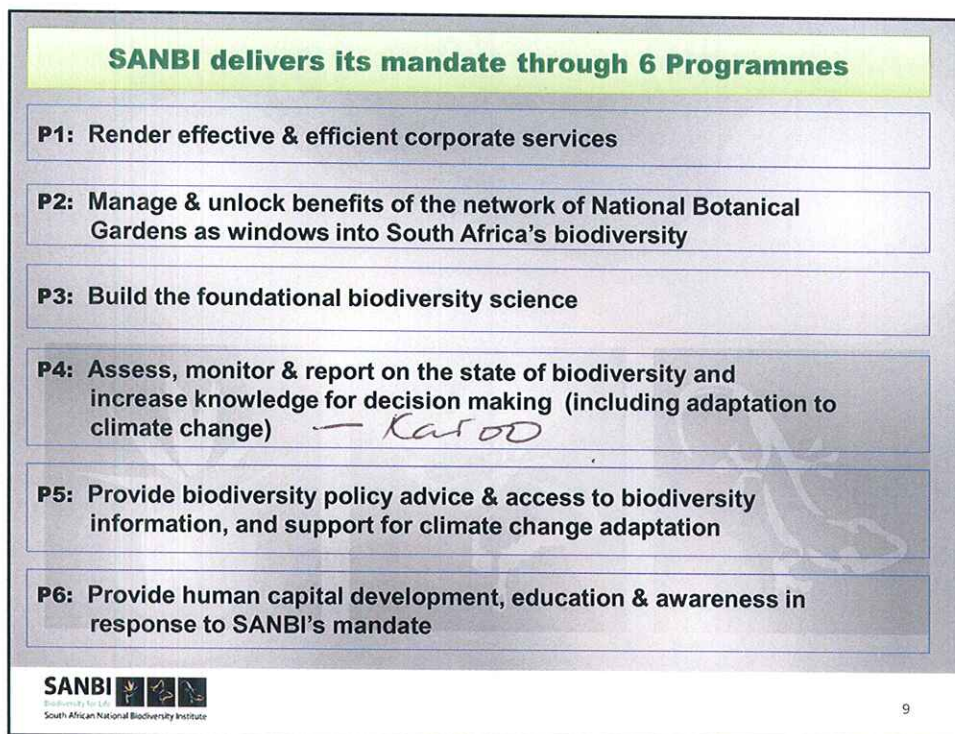 SANBI delivers its mandate through 6 Programmes
P1: Render effective & efficient corporate services
P2: Manage & unlock benefits of the network of National Botanical
Gardens as windows into South Africa's biodiversity
P3: Build the foundational biodiversity science
P4: Assess, monitor & report on the state of biodiversity and
increase knowledge for decision making (including adaptation to
climate change) — Karoo
P5: Provide biodiversity policy advice & access to biodiversity
information, and support for climate change adaptation
P6: Provide human capital development, education & awareness in
response to SANBI's mandate
SANBI
Biodiversity for Life
South African National Biodiversity Institute
9